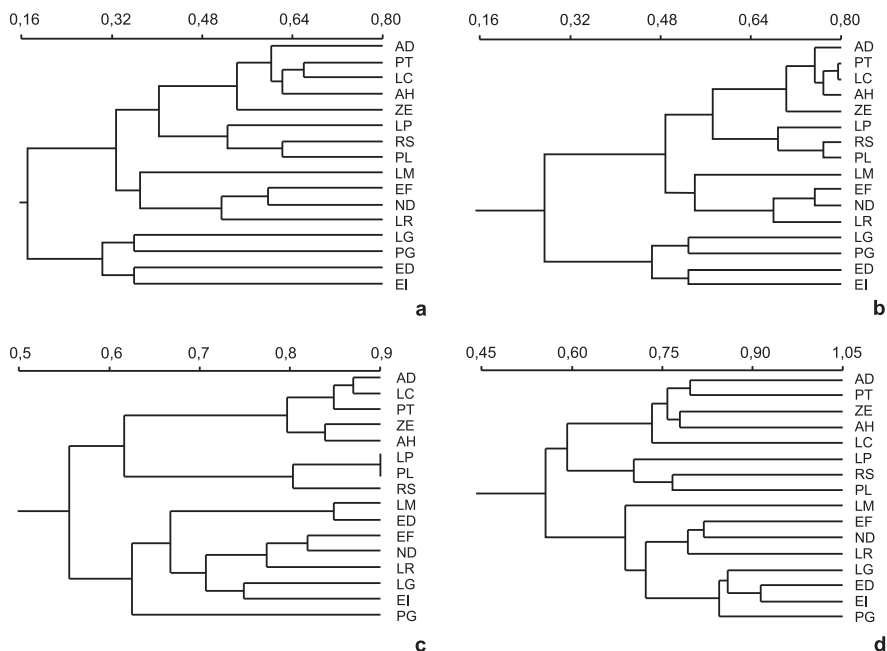 0,16 0,32 0,48 0,64 0,80
AD
PT
LC
AH
ZE
LP
RS
PL
LM
EF
ND
LR
LG
PG
ED
EI
a
0,16 0,32 0,48 0,64 0,80
AD
PT
LC
AH
ZE
LP
RS
PL
LM
EF
ND
LR
LG
PG
ED
EI
b
0,5 0,6 0,7 0,8 0,9
AD
LC
PT
ZE
AH
LP
PL
RS
LM
ED
EF
ND
LR
LG
EI
PG
c
0,45 0,60 0,75 0,90 1,05
AD
PT
ZE
AH
LC
LP
RS
PL
LM
EF
ND
LR
LG
ED
EI
PG
d